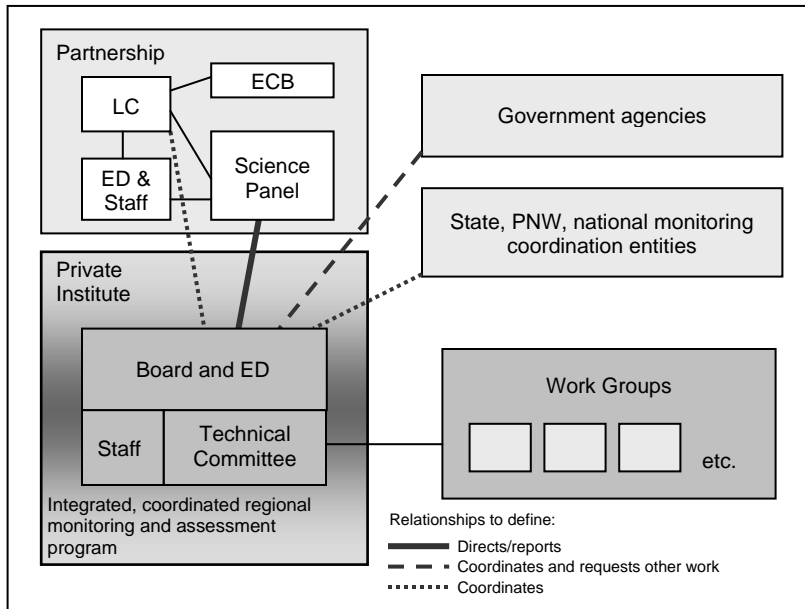 Partnership
ECB
LC
ED &
Staff
Science
Panel
Government agencies
State, PNW, national monitoring
coordination entities
Private
Institute
Board and ED
Staff
Technical
Committee
Integrated, coordinated regional
monitoring and assessment
program
Work Groups
etc.
Relationships to define:
Directs/reports
Coordinates and requests other work
Coordinates